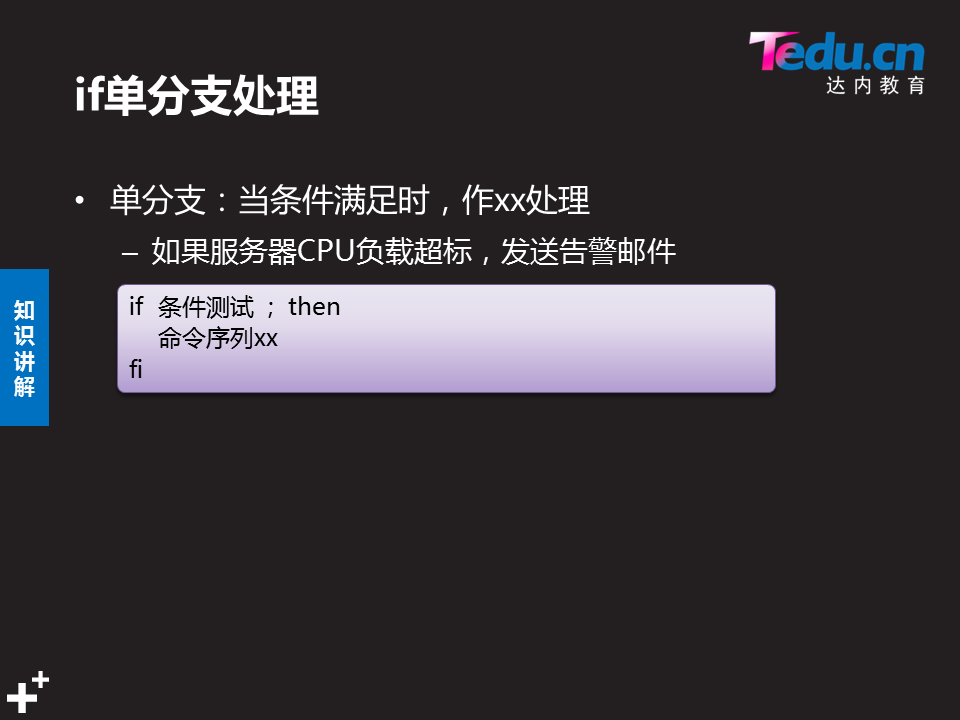 Tedu.cn
达内教育
if单分支处理
• 单分支：当条件满足时，作xx处理
– 如果服务器CPU负载超标，发送告警邮件
if 条件测试 ; then
命令序列xx
fi
知识讲解